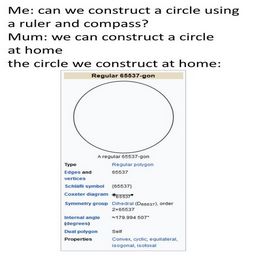 Me: can we construct a circle using
a ruler and compass?
Mum: we can construct a circle
at home
the circle we construct at home:
Regular 65537-gon
A regular 65537-gon
Type Regular polygon
Edges and 65537
vertices
Schläfli symbol {65537}
Coxeter diagram 65537
Symmetry group Dihedral (D65537), order
2×65537
Internal angle ≈179.994 507°
(degrees)
Dual polygon Self
Properties Convex, cyclic, equilateral,
isogonal, isotoxal